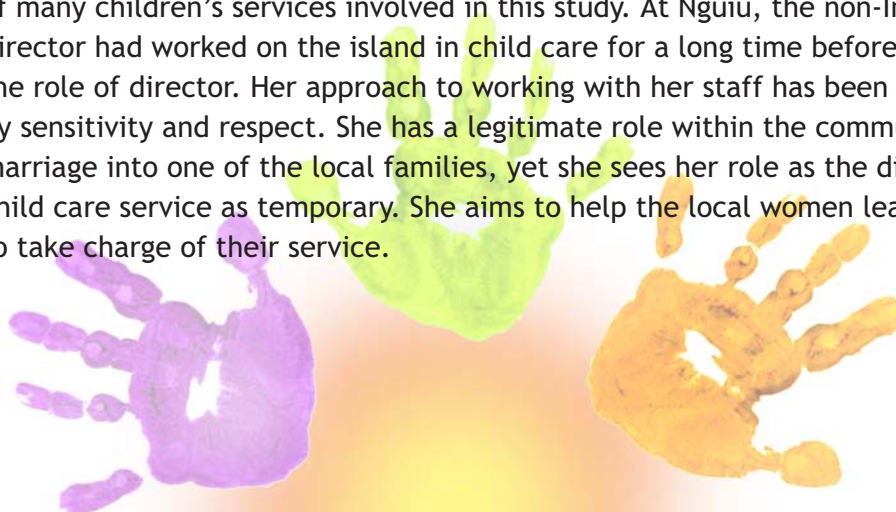 f many children's services involved in this study. At Nguiu, the non-I
irector had worked on the island in child care for a long time before
ne role of director. Her approach to working with her staff has been
y sensitivity and respect. She has a legitimate role within the comm
narriage into one of the local families, yet she sees her role as the di
hild care service as temporary. She aims to help the local women lea
o take charge of their service.